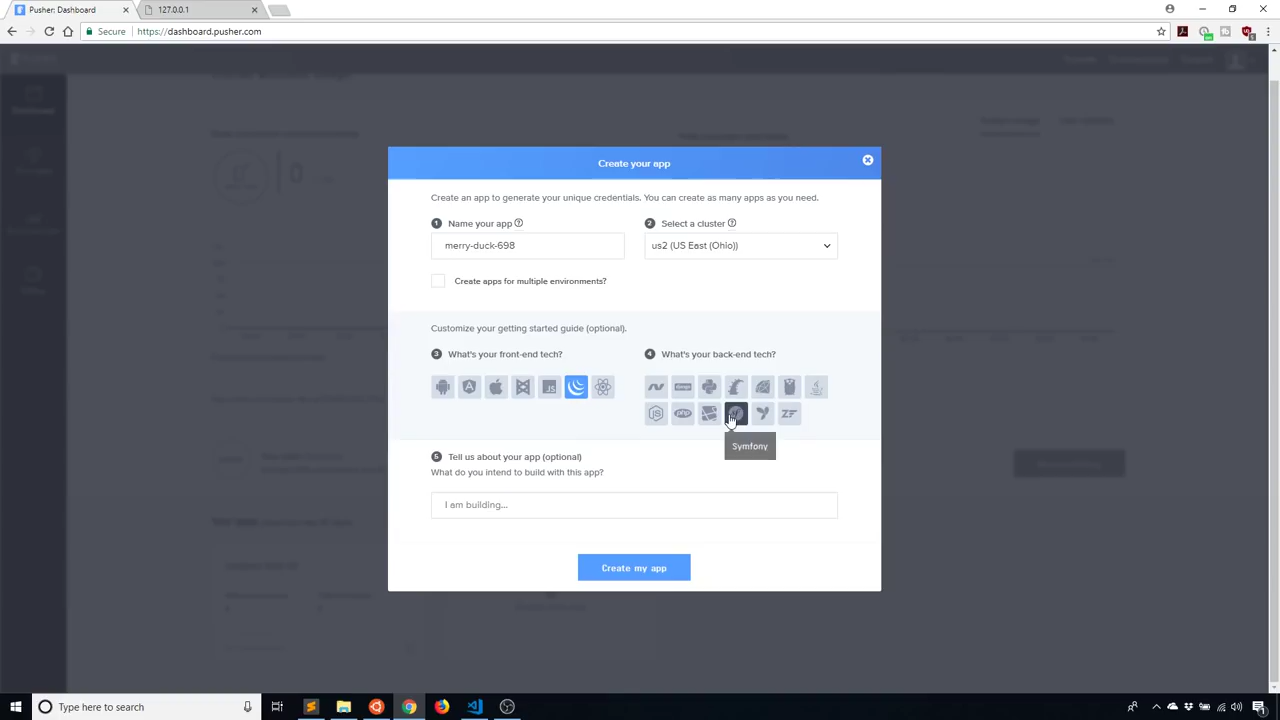 Pusher: Dashboard
127.0.0.1
Secure
https://dashboard.pusher.com
Create your app
Create an app to generate your unique credentials. You can create as many apps as you need.
1 Name your app ?
2 Select a cluster ?
merry-duck-698
us2 (US East (Ohio))
Create apps for multiple environments?
Customize your getting started guide (optional).
3 What's your front-end tech?
4 What's your back-end tech?
JS
php
ZF
Symfony
5 Tell us about your app (optional)
What do you intend to build with this app?
I am building...
Create my app
Type here to search